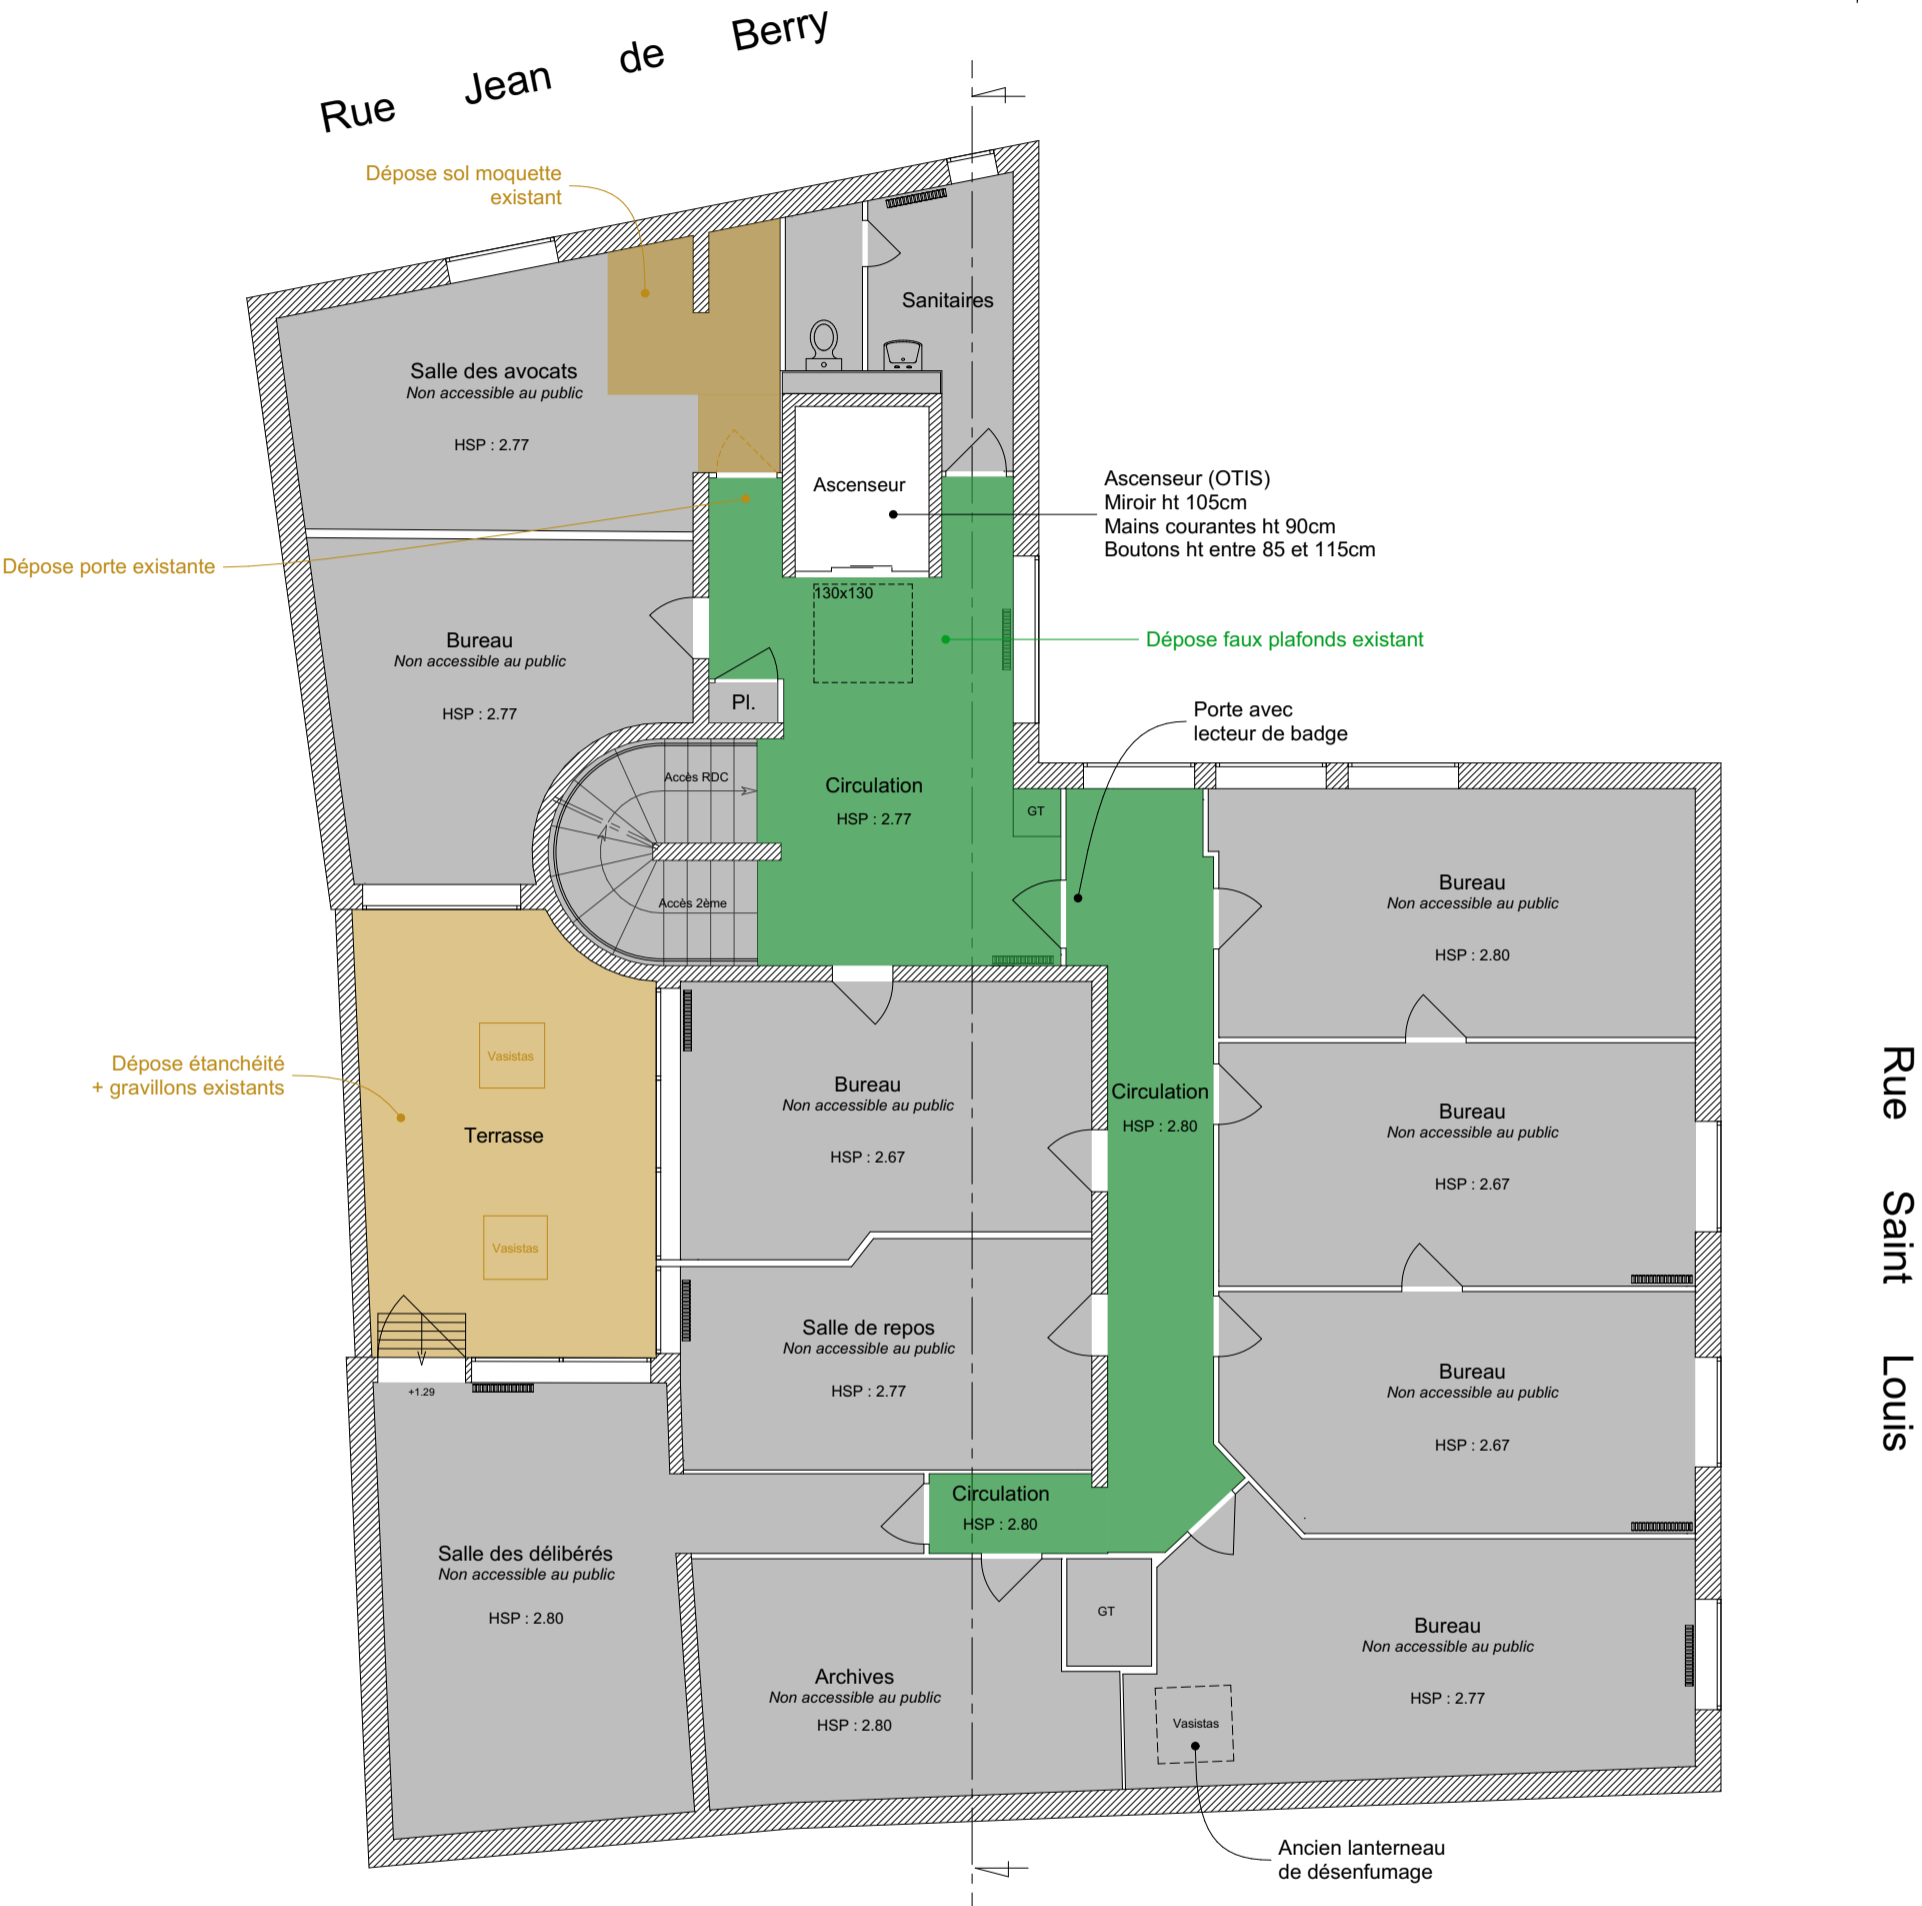 Rue Jean de Berry
Dépose sol moquette
existant
Sanitaires
Salle des avocats
Non accessible au public
HSP : 2.77
Ascenseur
Ascenseur (OTIS)
Miroir ht 105cm
Mains courantes ht 90cm
Boutons ht entre 85 et 115cm
Dépose porte existante
130x130
Dépose faux plafonds existant
Bureau
Non accessible au public
HSP : 2.77
Pl.
Porte avec
lecteur de badge
Accès RDC
Circulation
HSP : 2.77
GT
Accès 2ème
Bureau
Non accessible au public
HSP : 2.80
Dépose étanchéité
+ gravillons existants
Vasistas
Terrasse
Vasistas
Bureau
Non accessible au public
HSP : 2.67
Circulation
HSP : 2.80
Bureau
Non accessible au public
HSP : 2.67
Rue Saint Louis
Salle de repos
Non accessible au public
HSP : 2.77
+1.29
Bureau
Non accessible au public
HSP : 2.67
Circulation
HSP : 2.80
Salle des délibérés
Non accessible au public
HSP : 2.80
GT
Bureau
Non accessible au public
HSP : 2.77
Archives
Non accessible au public
HSP : 2.80
Vasistas
Ancien lanterneau
de désenfumage